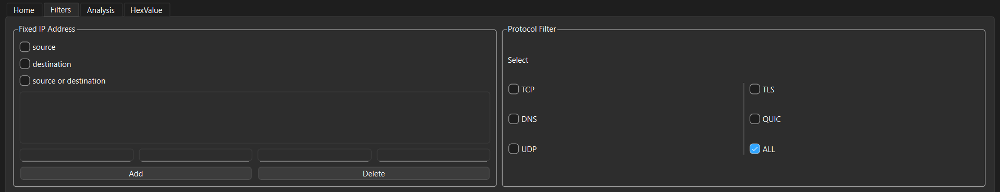 Home Filters Analysis HexValue
Fixed IP Address
source
destination
source or destination
Add Delete
Protocol Filter
Select
TCP
DNS
UDP
TLS
QUIC
ALL